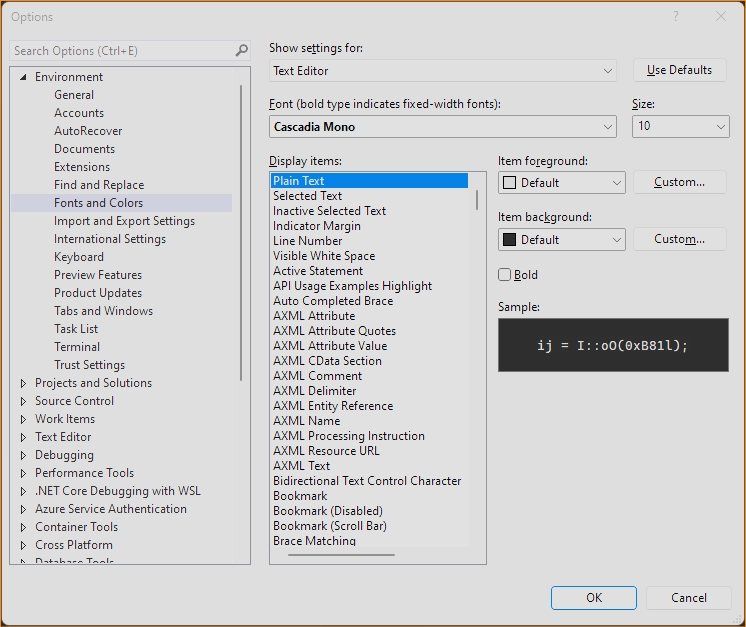 Options
?
Search Options (Ctrl+E)
Environment
General
Accounts
AutoRecover
Documents
Extensions
Find and Replace
Fonts and Colors
Import and Export Settings
International Settings
Keyboard
Preview Features
Product Updates
Tabs and Windows
Task List
Terminal
Trust Settings
Projects and Solutions
Source Control
Work Items
Text Editor
Debugging
Performance Tools
.NET Core Debugging with WSL
Azure Service Authentication
Container Tools
Cross Platform
Database Tools
Show settings for:
Text Editor
Use Defaults
Font (bold type indicates fixed-width fonts):
Size:
Cascadia Mono
10
Display items:
Plain Text
Selected Text
Inactive Selected Text
Indicator Margin
Line Number
Visible White Space
Active Statement
API Usage Examples Highlight
Auto Completed Brace
AXML Attribute
AXML Attribute Quotes
AXML Attribute Value
AXML CData Section
AXML Comment
AXML Delimiter
AXML Entity Reference
AXML Name
AXML Processing Instruction
AXML Resource URL
AXML Text
Bidirectional Text Control Character
Bookmark
Bookmark (Disabled)
Bookmark (Scroll Bar)
Brace Matching
Item foreground:
Default
Custom...
Item background:
Default
Custom...
Bold
Sample:
ij = I::oO(0xB81l);
OK
Cancel